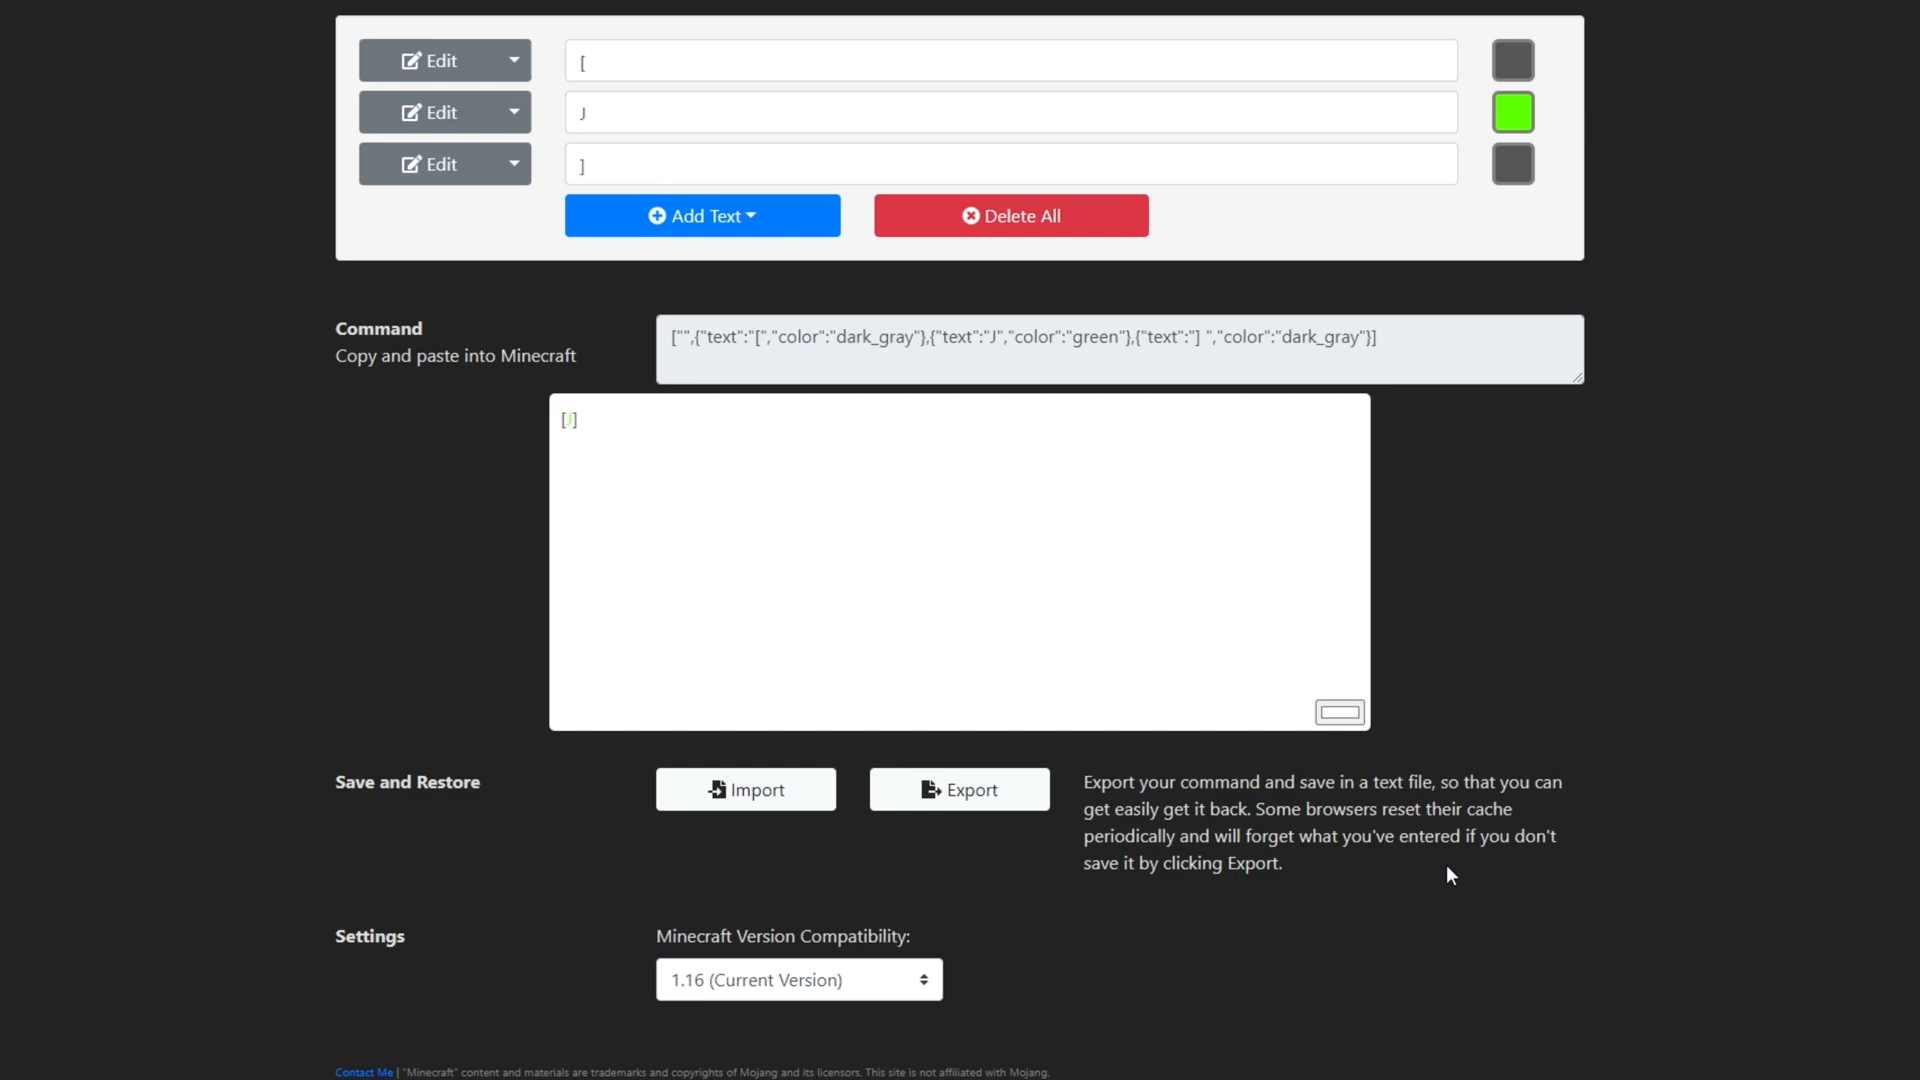 Edit [
Edit J
Edit ]
Add Text Delete All
Command
Copy and paste into Minecraft
["",{"text":"[","color":"dark_gray"},{"text":"J","color":"green"},{"text":"] ","color":"dark_gray"}]
[J]
Save and Restore
Import Export
Export your command and save in a text file, so that you can
get easily get it back. Some browsers reset their cache
periodically and will forget what you've entered if you don't
save it by clicking Export.
Settings
Minecraft Version Compatibility:
1.16 (Current Version)
Contact Me | "Minecraft" content and materials are trademarks and copyrights of Mojang and its licensors. This site is not affiliated with Mojang.